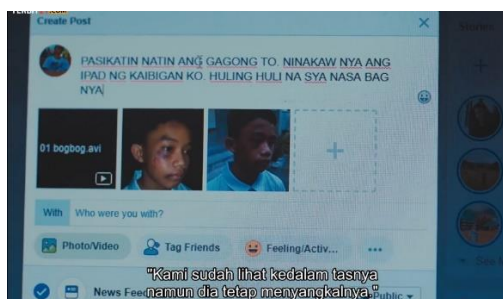 Create Post
PASIKATIN NATIN ANG GAGONG TO. NINAKAW NYA ANG
IPAD NG KAIBIGAN KO. HULING HULI NA SYA NASA BAG
NYA
01 bogbog.avi
With Who were you with?
Photo/Video Tag Friends Feeling/Activ...
"Kami sudah lihat kedalam tasnya
namun dia tetap menyangkalnya."
News Feed
Public
Stories